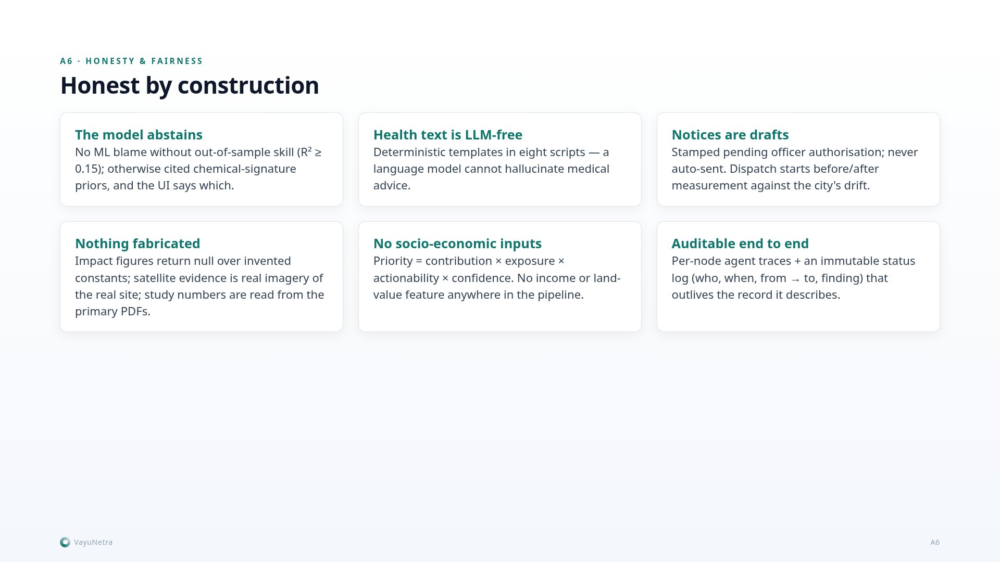 A6 · HONESTY & FAIRNESS
Honest by construction
The model abstains
No ML blame without out-of-sample skill (R² ≥
0.15); otherwise cited chemical-signature
priors, and the UI says which.
Health text is LLM-free
Deterministic templates in eight scripts — a
language model cannot hallucinate medical
advice.
Notices are drafts
Stamped pending officer authorisation; never
auto-sent. Dispatch starts before/after
measurement against the city's drift.
Nothing fabricated
Impact figures return null over invented
constants; satellite evidence is real imagery of
the real site; study numbers are read from the
primary PDFs.
No socio-economic inputs
Priority = contribution × exposure ×
actionability × confidence. No income or land-
value feature anywhere in the pipeline.
Auditable end to end
Per-node agent traces + an immutable status
log (who, when, from → to, finding) that
outlives the record it describes.
VayuNetra
A6